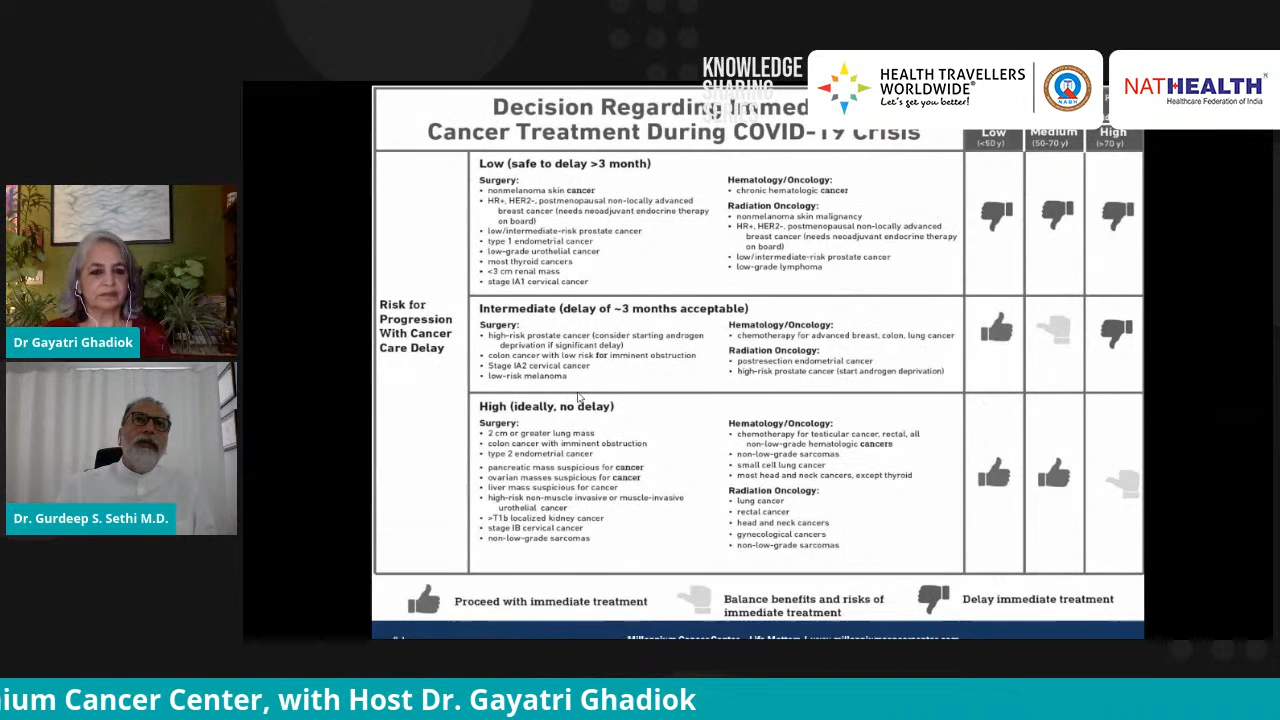 KNOWLEDGE
SHARING
SERIES
HEALTH TRAVELLERS
WORLDWIDE
Let's get you better!
NABH
NATHEALTH
Healthcare Federation of India
Decision Regarding Immed
Cancer Treatment During COVID-19 Crisis
Low Medium High
(<50 y) (50-70 y) (>70 y)
Risk for
Progression
With Cancer
Care Delay
Low (safe to delay >3 month)
Surgery:
• nonmelanoma skin cancer
• HR+, HER2-, postmenopausal non-locally advanced
breast cancer (needs neoadjuvant endocrine therapy
on board)
• low/intermediate-risk prostate cancer
• type 1 endometrial cancer
• low-grade urothelial cancer
• most thyroid cancers
• <3 cm renal mass
• stage IA1 cervical cancer
Hematology/Oncology:
• chronic hematologic cancer
Radiation Oncology:
• nonmelanoma skin malignancy
• HR+, HER2-, postmenopausal non-locally advanced
breast cancer (needs neoadjuvant endocrine therapy
on board)
• low/intermediate-risk prostate cancer
• low-grade lymphoma
Intermediate (delay of ~3 months acceptable)
Surgery:
• high-risk prostate cancer (consider starting androgen
deprivation if significant delay)
• colon cancer with low risk for imminent obstruction
• Stage IA2 cervical cancer
• low-risk melanoma
Hematology/Oncology:
• chemotherapy for advanced breast, colon, lung cancer
Radiation Oncology:
• postresection endometrial cancer
• high-risk prostate cancer (start androgen deprivation)
High (ideally, no delay)
Surgery:
• 2 cm or greater lung mass
• colon cancer with imminent obstruction
• type 2 endometrial cancer
• pancreatic mass suspicious for cancer
• ovarian masses suspicious for cancer
• liver mass suspicious for cancer
• high-risk non-muscle invasive or muscle-invasive
urothelial cancer
• >T1b localized kidney cancer
• stage IB cervical cancer
• non-low-grade sarcomas
Hematology/Oncology:
• chemotherapy for testicular cancer, rectal, all
non-low-grade hematologic cancers
• non-low-grade sarcomas
• small cell lung cancer
• most head and neck cancers, except thyroid
Radiation Oncology:
• lung cancer
• rectal cancer
• head and neck cancers
• gynecological cancers
• non-low-grade sarcomas
Proceed with immediate treatment
Balance benefits and risks of
immediate treatment
Delay immediate treatment
Dr Gayatri Ghadiok
Dr. Gurdeep S. Sethi M.D.
nium Cancer Center, with Host Dr. Gayatri Ghadiok